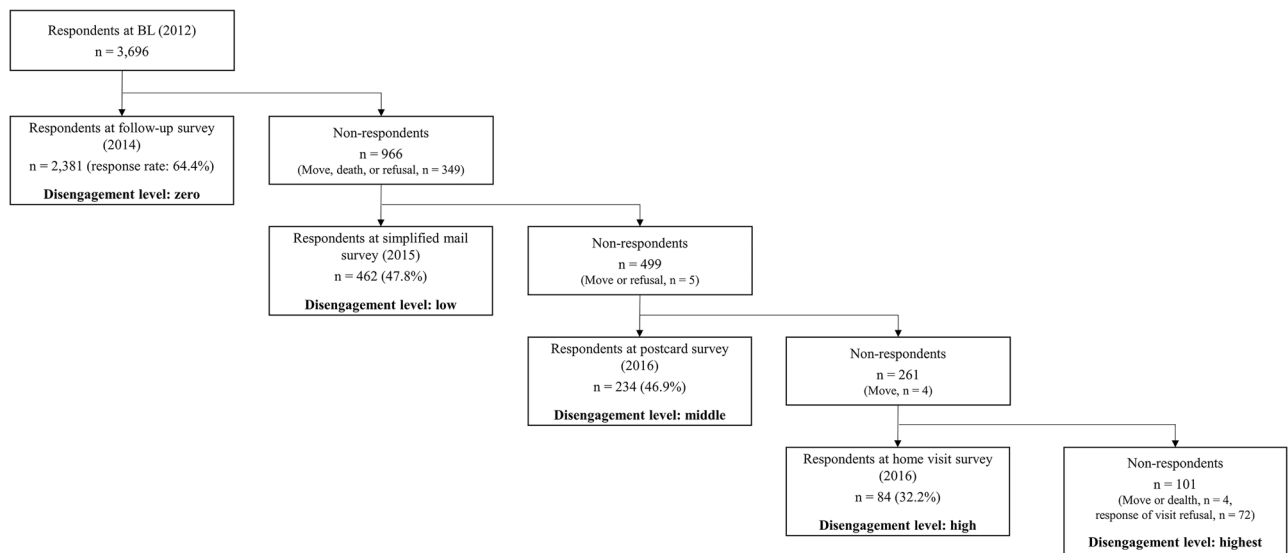 Respondents at BL (2012)
n = 3,696
Respondents at follow-up survey
(2014)
n = 2,381 (response rate: 64.4%)
Disengagement level: zero
Non-respondents
n = 966
(Move, death, or refusal, n = 349)
Respondents at simplified mail
survey (2015)
n = 462 (47.8%)
Disengagement level: low
Non-respondents
n = 499
(Move or refusal, n = 5)
Respondents at postcard survey
(2016)
n = 234 (46.9%)
Disengagement level: middle
Non-respondents
n = 261
(Move, n = 4)
Respondents at home visit survey
(2016)
n = 84 (32.2%)
Disengagement level: high
Non-respondents
n = 101
(Move or dealth, n = 4,
response of visit refusal, n = 72)
Disengagement level: highest